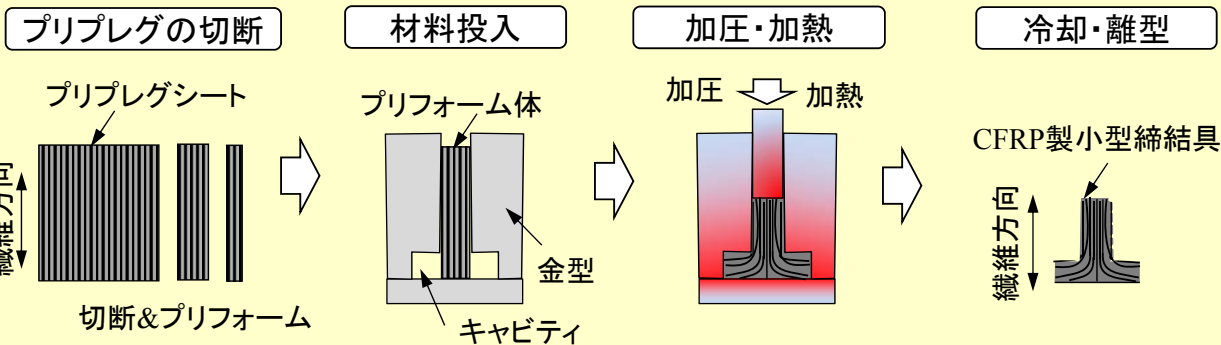 プリプレグの切断
材料投入
加圧・加熱
冷却・離型
プリプレグシート
繊維方向
切断&プリフォーム
プリフォーム体
金型
キャビティ
加圧
加熱
CFRP製小型締結具
繊維方向